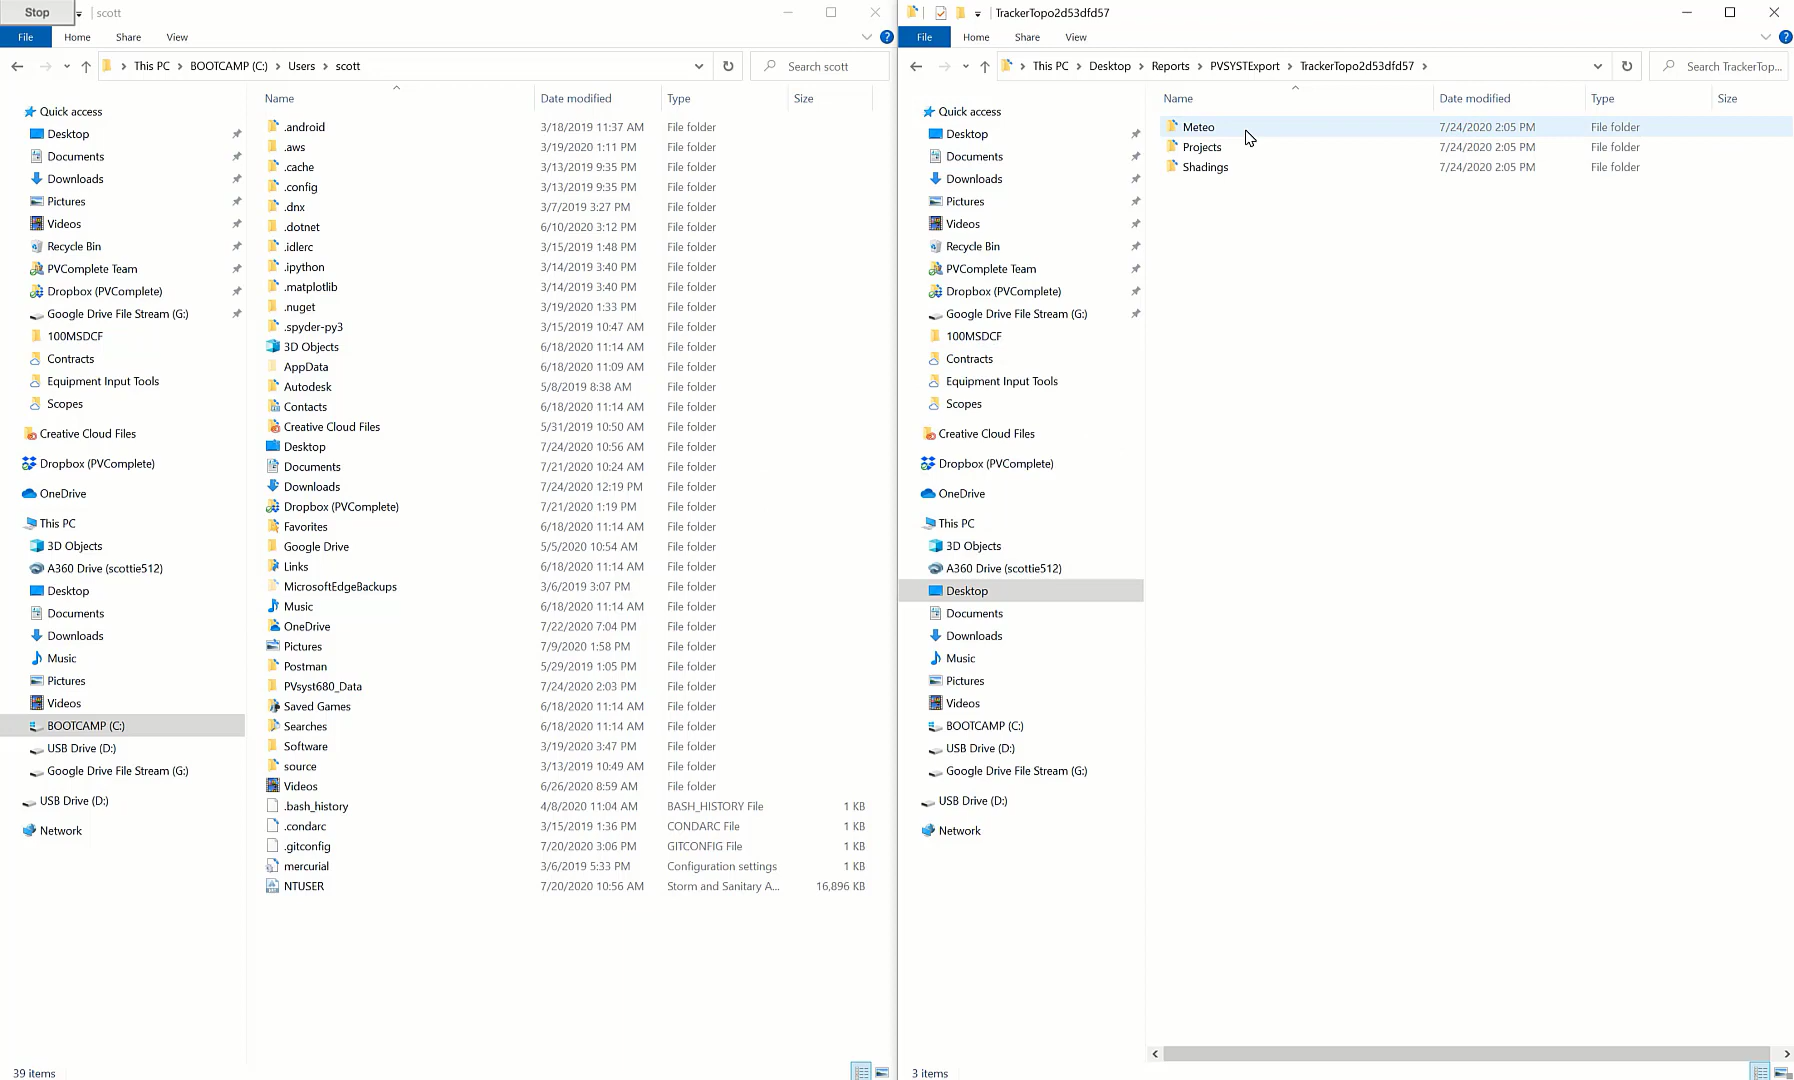 Stop
scott
File
Home
Share
View
This PC
BOOTCAMP (C:)
Users
scott
Search scott
Quick access
Desktop
Documents
Downloads
Pictures
Videos
Recycle Bin
PVComplete Team
Dropbox (PVComplete)
Google Drive File Stream (G:)
100MSDCF
Contracts
Equipment Input Tools
Scopes
Creative Cloud Files
Dropbox (PVComplete)
OneDrive
This PC
3D Objects
A360 Drive (scottie512)
Desktop
Documents
Downloads
Music
Pictures
Videos
BOOTCAMP (C:)
USB Drive (D:)
Google Drive File Stream (G:)
USB Drive (D:)
Network
Name Date modified Type Size
.android 3/18/2019 11:37 AM File folder
.aws 3/19/2020 1:11 PM File folder
.cache 3/13/2019 9:35 AM File folder
.config 3/13/2019 9:35 AM File folder
.dnx 3/7/2019 3:27 PM File folder
.dotnet 6/10/2020 3:12 PM File folder
.idlerc 3/15/2019 1:48 PM File folder
.ipython 3/14/2019 3:40 PM File folder
.matplotlib 3/14/2019 3:40 PM File folder
.nuget 3/19/2020 1:33 PM File folder
.spyder-py3 3/15/2019 10:47 AM File folder
3D Objects 6/18/2020 11:14 AM File folder
AppData 6/18/2020 11:09 AM File folder
Autodesk 5/8/2019 8:38 AM File folder
Contacts 6/18/2020 11:14 AM File folder
Creative Cloud Files 5/31/2019 10:50 AM File folder
Desktop 7/24/2020 10:56 AM File folder
Documents 7/21/2020 10:24 AM File folder
Downloads 7/24/2020 12:19 PM File folder
Dropbox (PVComplete) 7/21/2020 1:19 PM File folder
Favorites 6/18/2020 11:14 AM File folder
Google Drive 5/5/2020 10:54 AM File folder
Links 6/18/2020 11:14 AM File folder
MicrosoftEdgeBackups 3/6/2019 3:07 PM File folder
Music 6/18/2020 11:14 AM File folder
OneDrive 7/22/2020 7:04 PM File folder
Pictures 7/9/2020 1:58 PM File folder
Postman 5/29/2019 1:05 PM File folder
PVsyst680_Data 7/24/2020 2:03 PM File folder
Saved Games 6/18/2020 11:14 AM File folder
Searches 6/18/2020 11:14 AM File folder
Software 3/19/2020 3:47 PM File folder
source 3/13/2019 10:49 AM File folder
Videos 6/26/2020 8:59 AM File folder
.bash_history 4/8/2020 11:04 AM BASH_HISTORY File 1 KB
.condarc 3/15/2019 1:36 PM CONDARC File 1 KB
.gitconfig 7/20/2020 3:06 PM GITCONFIG File 1 KB
mercurial 3/6/2019 5:33 PM Configuration settings 1 KB
NTUSER 7/20/2020 10:56 AM Storm and Sanitary A... 16,896 KB
39 items
TrackerTopo2d53dfd57
File
Home
Share
View
This PC
Desktop
Reports
PVSYSTExport
TrackerTopo2d53dfd57
Search TrackerTop...
Quick access
Desktop
Documents
Downloads
Pictures
Videos
Recycle Bin
PVComplete Team
Dropbox (PVComplete)
Google Drive File Stream (G:)
100MSDCF
Contracts
Equipment Input Tools
Scopes
Creative Cloud Files
Dropbox (PVComplete)
OneDrive
This PC
3D Objects
A360 Drive (scottie512)
Desktop
Documents
Downloads
Music
Pictures
Videos
BOOTCAMP (C:)
USB Drive (D:)
Google Drive File Stream (G:)
USB Drive (D:)
Network
Name Date modified Type Size
Meteo 7/24/2020 2:05 PM File folder
Projects 7/24/2020 2:05 PM File folder
Shadings 7/24/2020 2:05 PM File folder
3 items